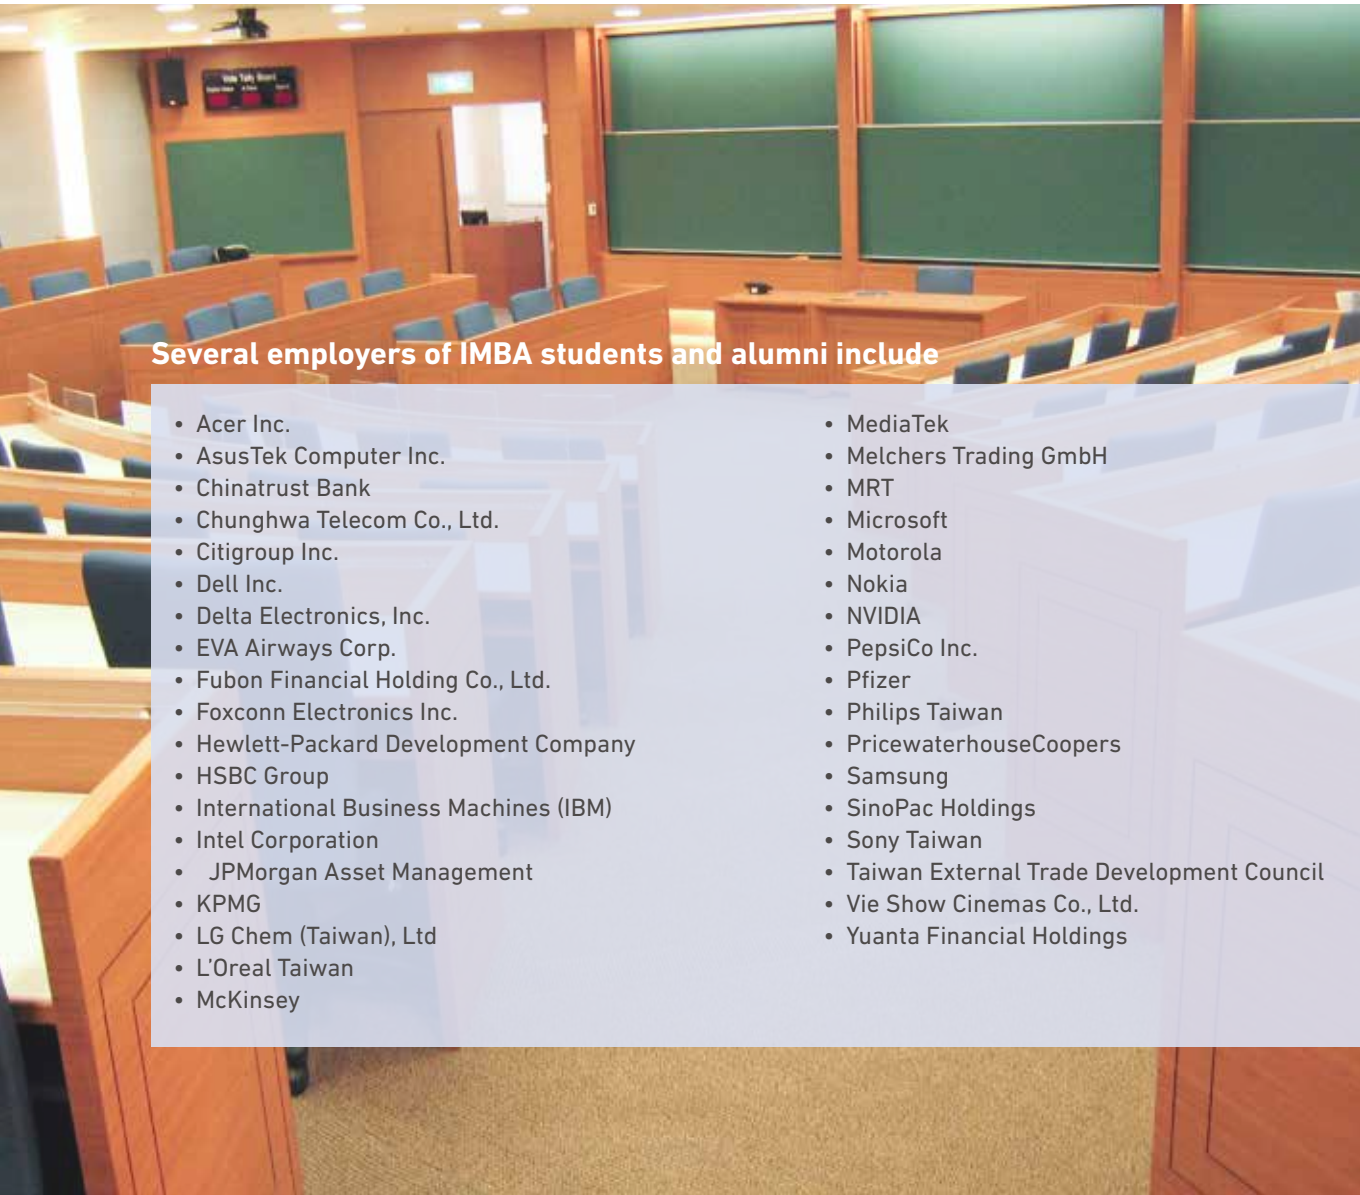 Vote Tally Board
Several employers of IMBA students and alumni include
• Acer Inc.
• AsusTek Computer Inc.
• Chinatrust Bank
• Chunghwa Telecom Co., Ltd.
• Citigroup Inc.
• Dell Inc.
• Delta Electronics, Inc.
• EVA Airways Corp.
• Fubon Financial Holding Co., Ltd.
• Foxconn Electronics Inc.
• Hewlett-Packard Development Company
• HSBC Group
• International Business Machines (IBM)
• Intel Corporation
• JPMorgan Asset Management
• KPMG
• LG Chem (Taiwan), Ltd
• L’Oreal Taiwan
• McKinsey
• MediaTek
• Melchers Trading GmbH
• MRT
• Microsoft
• Motorola
• Nokia
• NVIDIA
• PepsiCo Inc.
• Pfizer
• Philips Taiwan
• PricewaterhouseCoopers
• Samsung
• SinoPac Holdings
• Sony Taiwan
• Taiwan External Trade Development Council
• Vie Show Cinemas Co., Ltd.
• Yuanta Financial Holdings